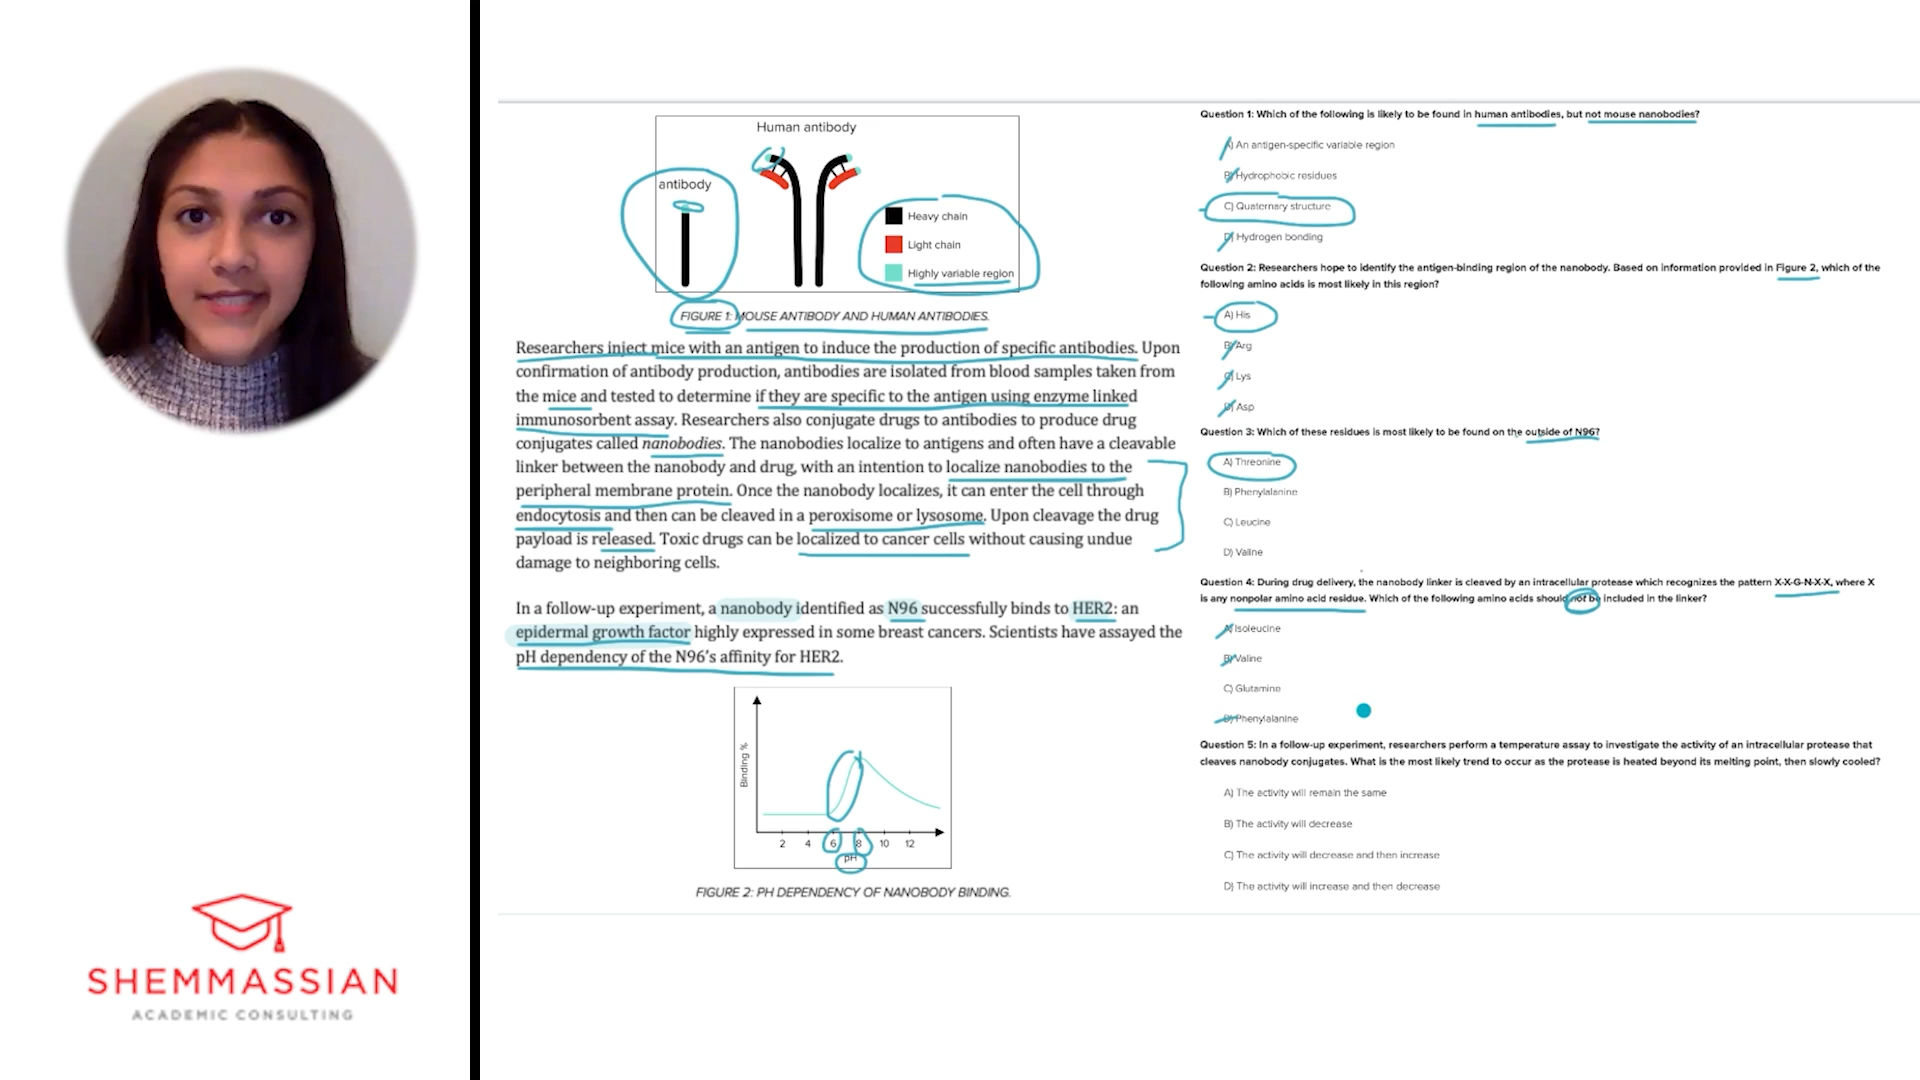 Human antibody
antibody
Heavy chain
Light chain
Highly variable region
FIGURE 1: MOUSE ANTIBODY AND HUMAN ANTIBODIES.
Researchers inject mice with an antigen to induce the production of specific antibodies. Upon
confirmation of antibody production, antibodies are isolated from blood samples taken from
the mice and tested to determine if they are specific to the antigen using enzyme linked
immunosorbent assay. Researchers also conjugate drugs to antibodies to produce drug
conjugates called nanobodies. The nanobodies localize to antigens and often have a cleavable
linker between the nanobody and drug, with an intention to localize nanobodies to the
peripheral membrane protein. Once the nanobody localizes, it can enter the cell through
endocytosis and then can be cleaved in a peroxisome or lysosome. Upon cleavage the drug
payload is released. Toxic drugs can be localized to cancer cells without causing undue
damage to neighboring cells.
In a follow-up experiment, a nanobody identified as N96 successfully binds to HER2: an
epidermal growth factor highly expressed in some breast cancers. Scientists have assayed the
pH dependency of the N96's affinity for HER2.
Binding %
2 4 6 8 10 12
pH
FIGURE 2: PH DEPENDENCY OF NANOBODY BINDING.
Question 1: Which of the following is likely to be found in human antibodies, but not mouse nanobodies?
A) An antigen-specific variable region
B) Hydrophobic residues
C) Quaternary structure
D) Hydrogen bonding
Question 2: Researchers hope to identify the antigen-binding region of the nanobody. Based on information provided in Figure 2, which of the
following amino acids is most likely in this region?
A) His
B) Arg
C) Lys
D) Asp
Question 3: Which of these residues is most likely to be found on the outside of N96?
A) Threonine
B) Phenylalanine
C) Leucine
D) Valine
Question 4: During drug delivery, the nanobody linker is cleaved by an intracellular protease which recognizes the pattern X-X-G-N-X-X, where X
is any nonpolar amino acid residue. Which of the following amino acids should not be included in the linker?
A) Isoleucine
B) Valine
C) Glutamine
D) Phenylalanine
Question 5: In a follow-up experiment, researchers perform a temperature assay to investigate the activity of an intracellular protease that
cleaves nanobody conjugates. What is the most likely trend to occur as the protease is heated beyond its melting point, then slowly cooled?
A) The activity will remain the same
B) The activity will decrease
C) The activity will decrease and then increase
D) The activity will increase and then decrease
SHEMMASSIAN
ACADEMIC CONSULTING